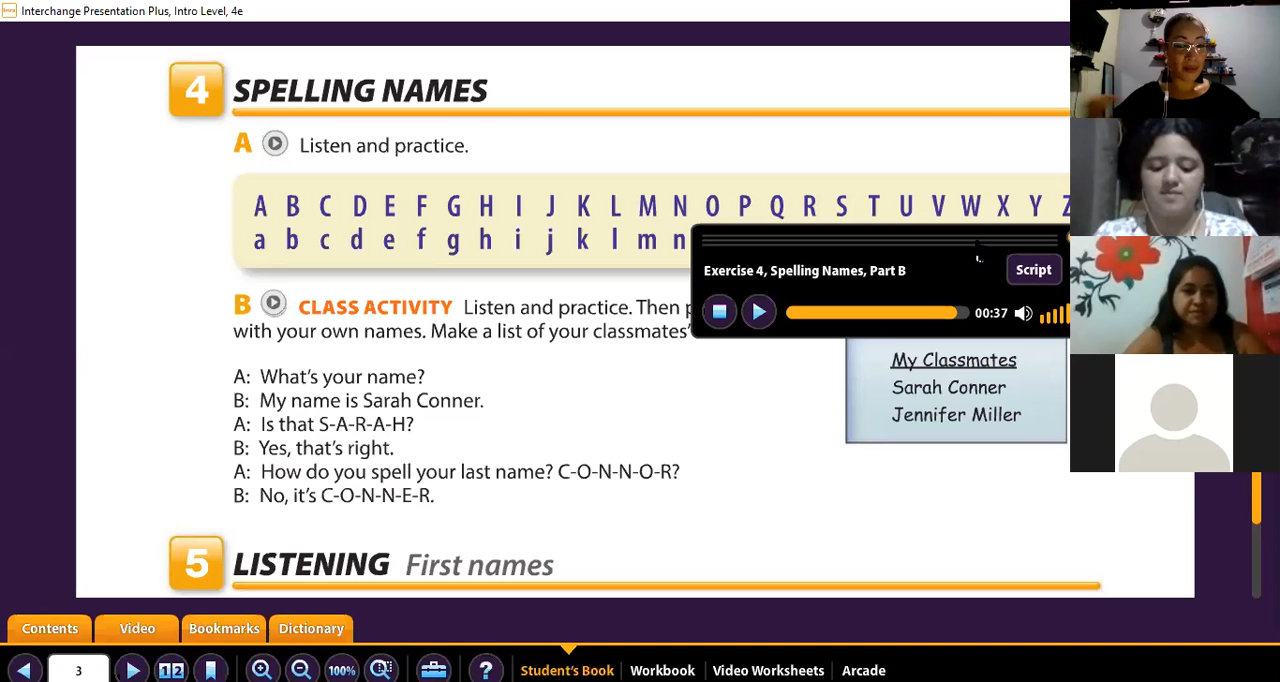 Interchange Presentation Plus, Intro Level, 4e
4 SPELLING NAMES
A Listen and practice.
A B C D E F G H I J K L M N O P Q R S T U V W X Y Z
a b c d e f g h i j k l m n
Exercise 4, Spelling Names, Part B
Script
00:37
B CLASS ACTIVITY Listen and practice. Then
with your own names. Make a list of your classmates'
My Classmates
Sarah Conner
Jennifer Miller
A: What's your name?
B: My name is Sarah Conner.
A: Is that S-A-R-A-H?
B: Yes, that's right.
A: How do you spell your last name? C-O-N-N-O-R?
B: No, it's C-O-N-N-E-R.
5 LISTENING First names
Contents Video Bookmarks Dictionary
3 12 100% ? Student's Book Workbook Video Worksheets Arcade